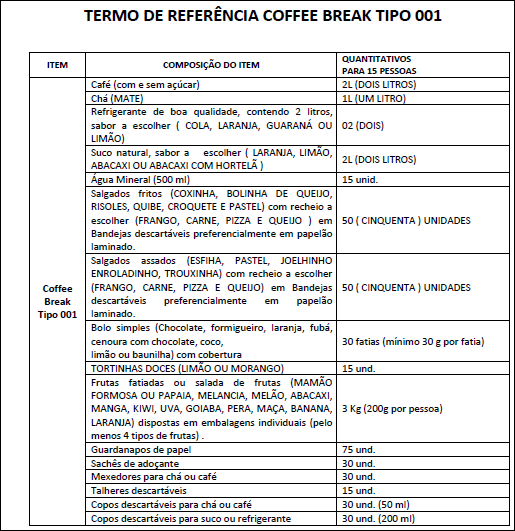 TERMO DE REFERÊNCIA COFFEE BREAK TIPO 001
ITEM
COMPOSIÇÃO DO ITEM
QUANTITATIVOS
PARA 15 PESSOAS
Coffee
Break
Tipo 001
Café (com e sem açúcar)
2L (DOIS LITROS)
Chá (MATE)
1L (UM LITRO)
Refrigerante de boa qualidade, contendo 2 litros,
sabor a escolher ( COLA, LARANJA, GUARANÁ OU
LIMÃO)
02 (DOIS)
Suco natural, sabor a escolher ( LARANJA, LIMÃO,
ABACAXI OU ABACAXI COM HORTELÃ )
2L (DOIS LITROS)
Água Mineral (500 ml)
15 unid.
Salgados fritos (COXINHA, BOLINHA DE QUEIJO,
RISOLES, QUIBE, CROQUETE E PASTEL) com recheio a
escolher (FRANGO, CARNE, PIZZA E QUEIJO ) em
Bandejas descartáveis preferencialmente em papelão
laminado.
50 ( CINQUENTA ) UNIDADES
Salgados assados (ESFIHA, PASTEL, JOELHINHO
ENROLADINHO, TROUXINHA) com recheio a escolher
(FRANGO, CARNE, PIZZA E QUEIJO) em Bandejas
descartáveis preferencialmente em papelão
laminado.
50 ( CINQUENTA ) UNIDADES
Bolo simples (Chocolate, formigueiro, laranja, fubá,
cenoura com chocolate, coco,
limão ou baunilha) com cobertura
30 fatias (mínimo 30 g por fatia)
TORTINHAS DOCES (LIMÃO OU MORANGO)
15 und.
Frutas fatiadas ou salada de frutas (MAMÃO
FORMOSA OU PAPAIA, MELANCIA, MELÃO, ABACAXI,
MANGA, KIWI, UVA, GOIABA, PERA, MAÇA, BANANA,
LARANJA) dispostas em embalagens individuais (pelo
menos 4 tipos de frutas) .
3 Kg (200g por pessoa)
Guardanapos de papel
75 und.
Sachês de adoçante
30 und.
Mexedores para chá ou café
30 und.
Talheres descartáveis
15 und.
Copos descartáveis para chá ou café
30 und. (50 ml)
Copos descartáveis para suco ou refrigerante
30 und. (200 ml)